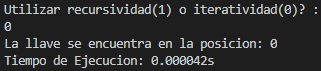 Utilizar recursividad(1) o iteratividad(0)? :
0
La llave se encuentra en la posicion: 0
Tiempo de Ejecucion: 0.000042s